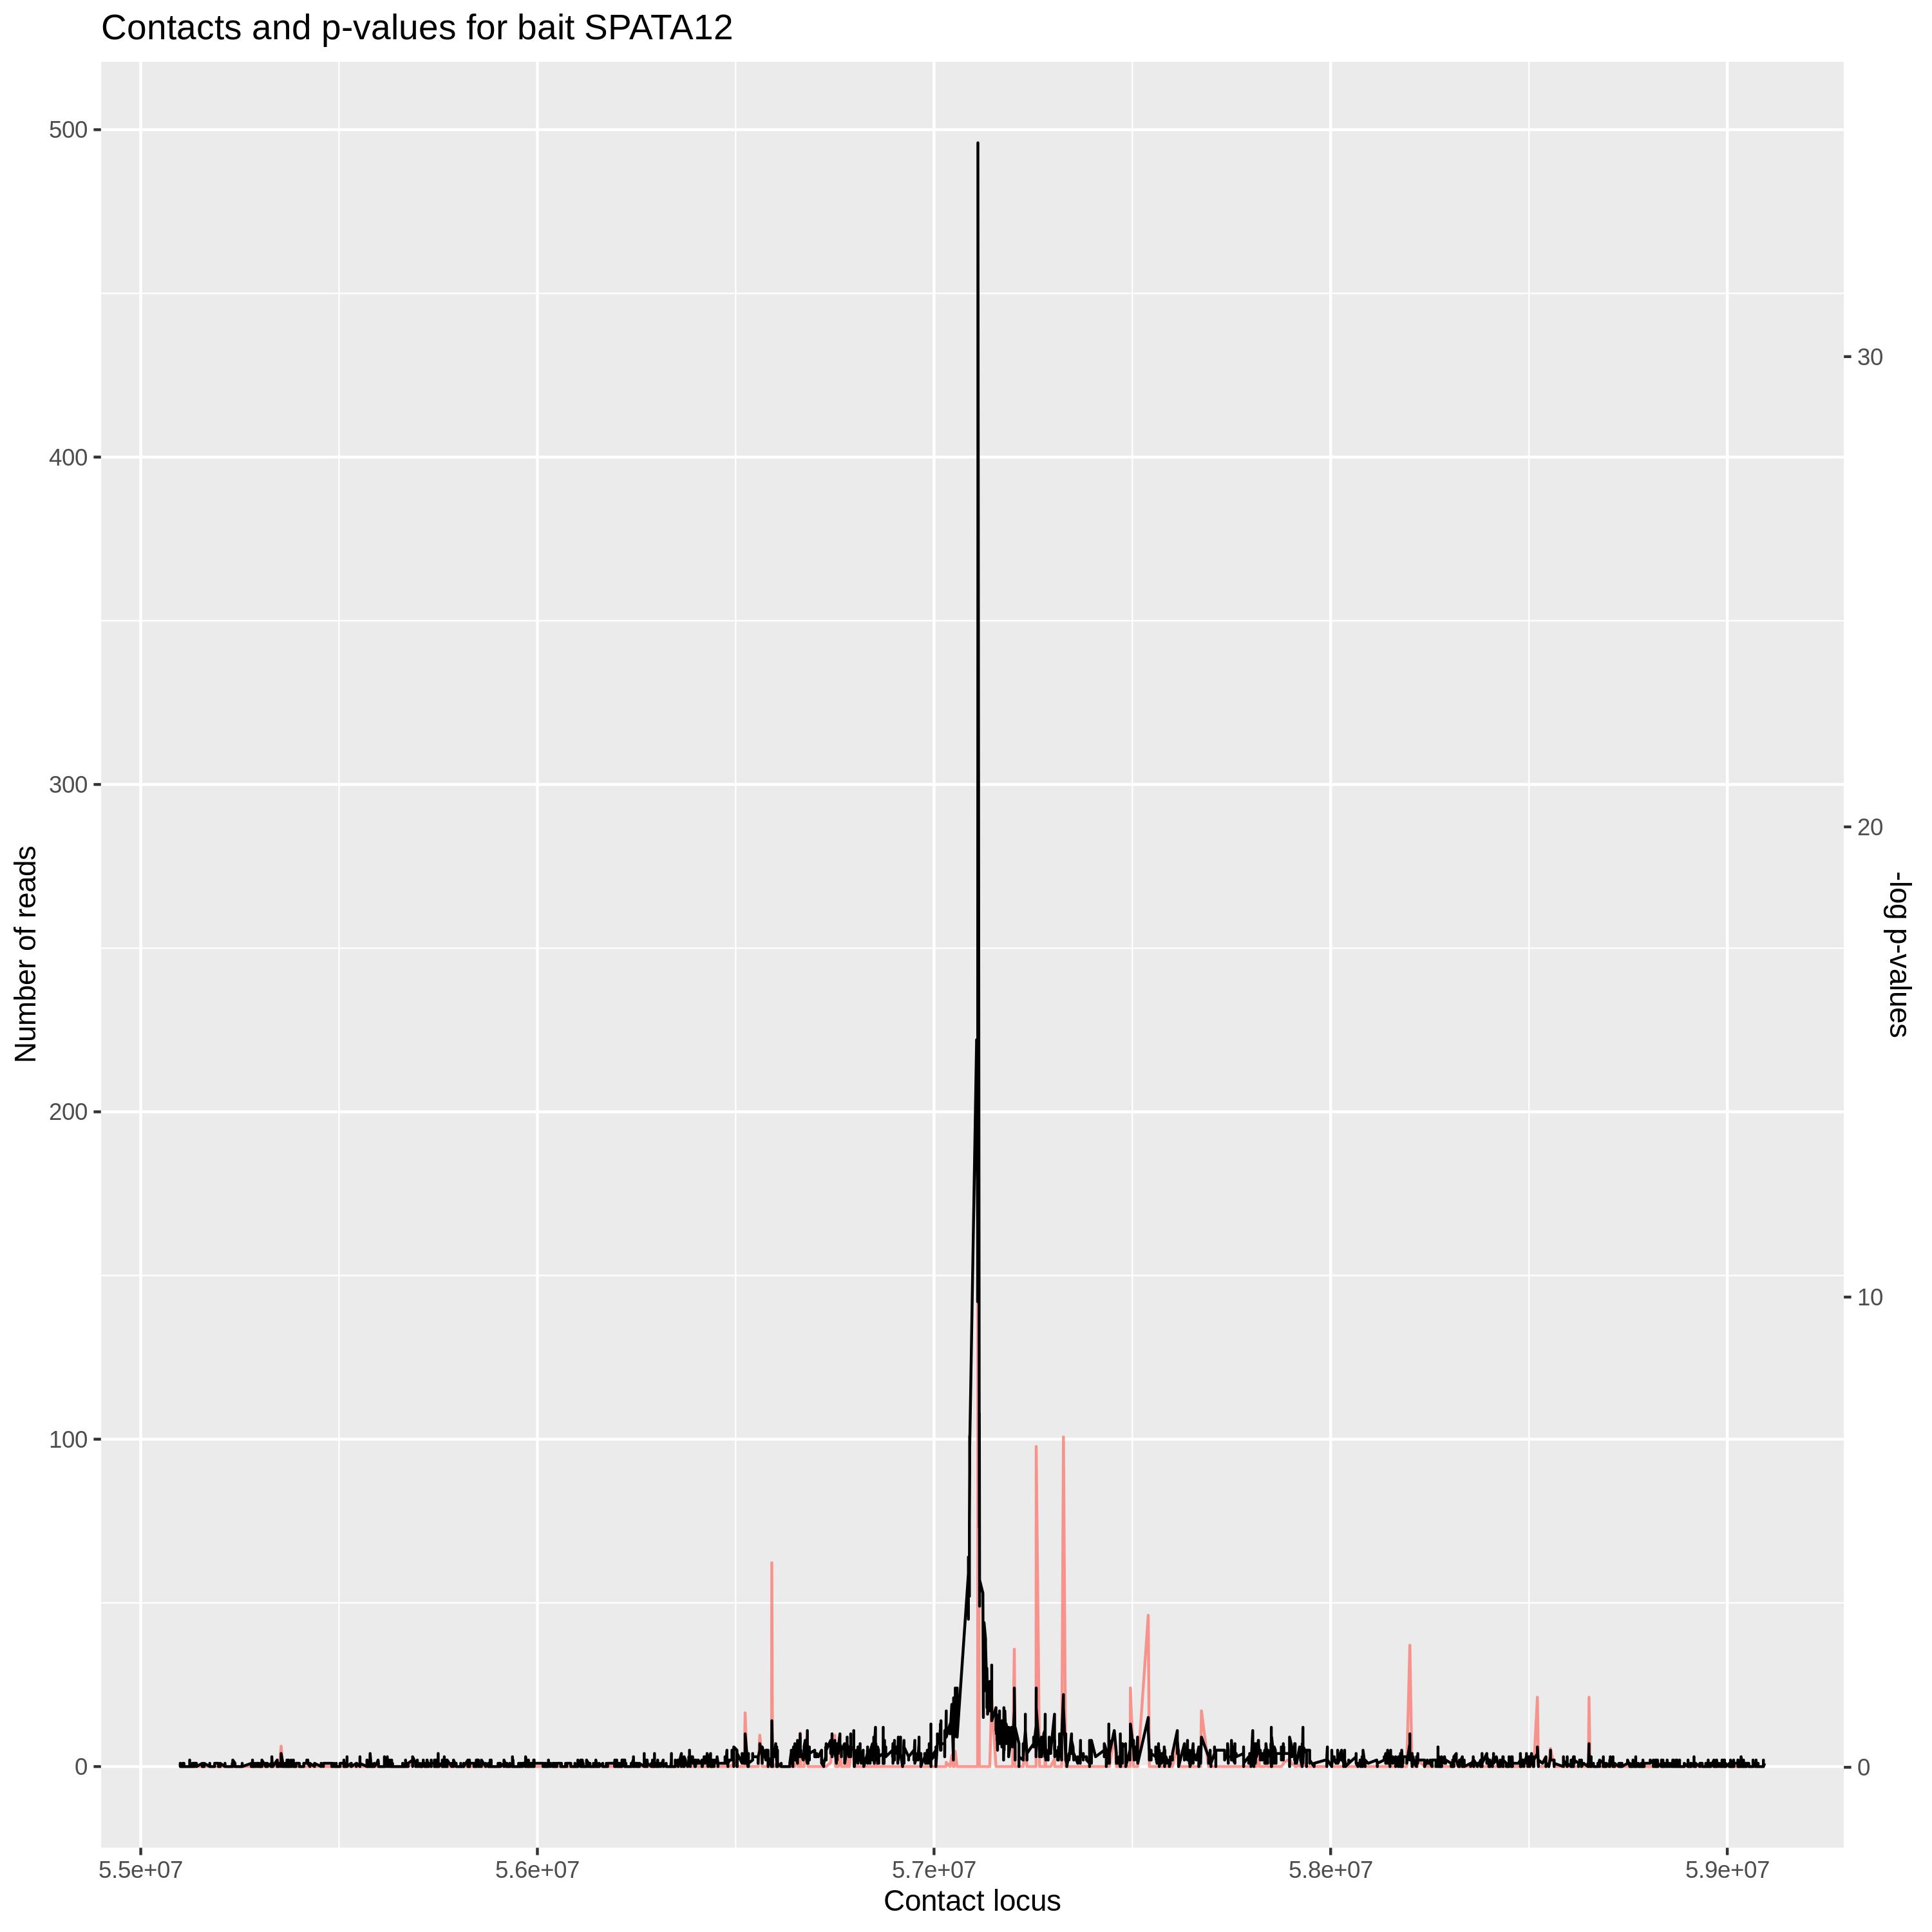 Contacts and p-values for bait SPATA12
500
400
300
200
100
0
Number of reads
30
20
10
0
-log p-values
5.5e+07
5.6e+07
5.7e+07
5.8e+07
5.9e+07
Contact locus